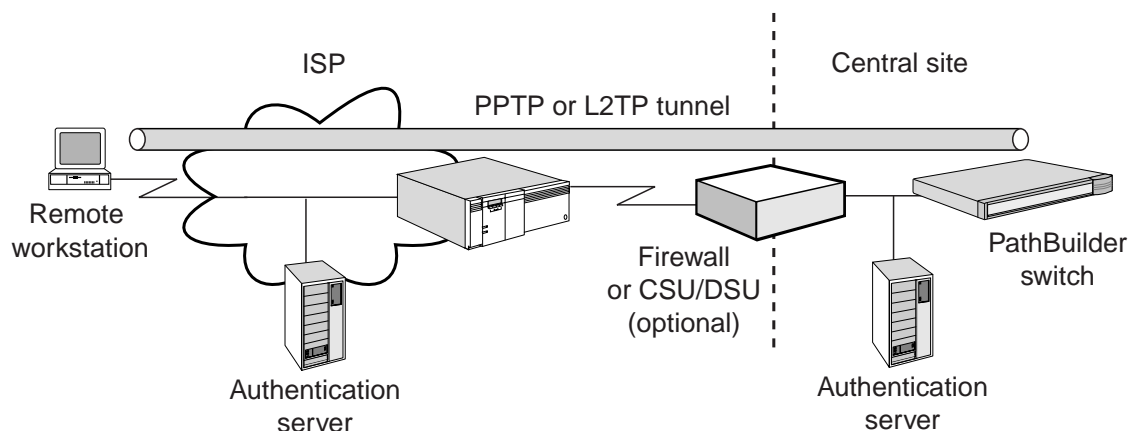 ISP
Central site
PPTP or L2TP tunnel
Remote
workstation
Firewall
or CSU/DSU
(optional)
PathBuilder
switch
Authentication
server
Authentication
server